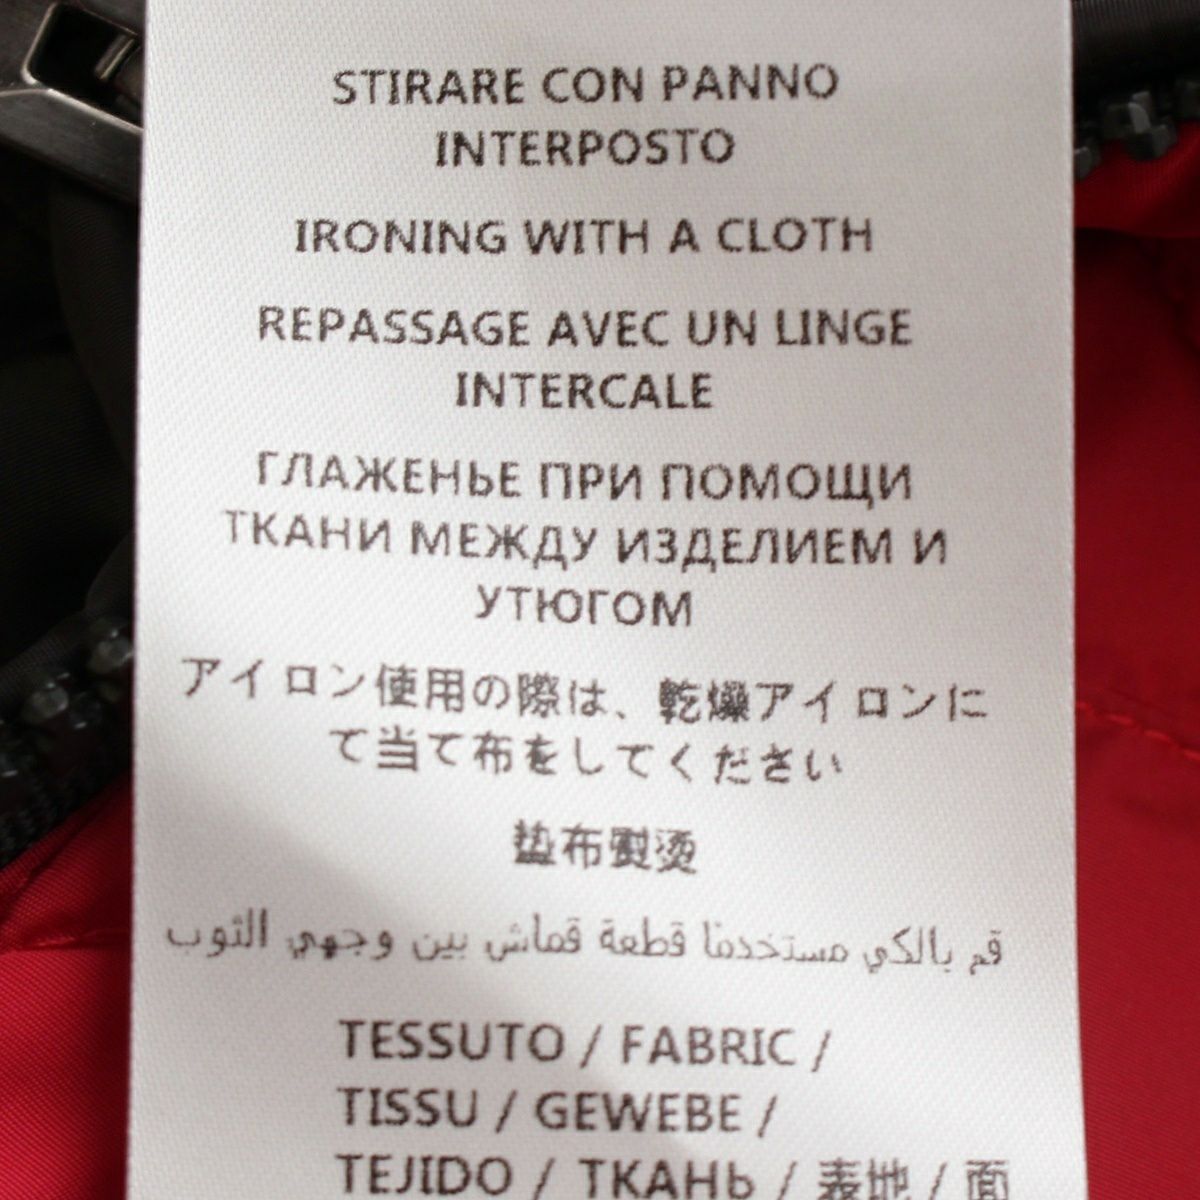 STIRARE CON PANNO
INTERPOSTO
IRONING WITH A CLOTH
REPASSAGE AVEC UN LINGE
INTERCALE
ГЛАЖЕНЬЕ ПРИ ПОМОЩИ
ТКАНИ МЕЖДУ ИЗДЕЛИЕМ И
УТЮГОМ
アイロン使用の際は、乾燥アイロンに
て当て布をしてください
垫布熨烫
قم بالكي مستخدمًا قطعة قماش بين وجهي الثوب
TESSUTO / FABRIC /
TISSU / GEWEBE /
TEJIDO / ТКАНЬ / 表地 / 面